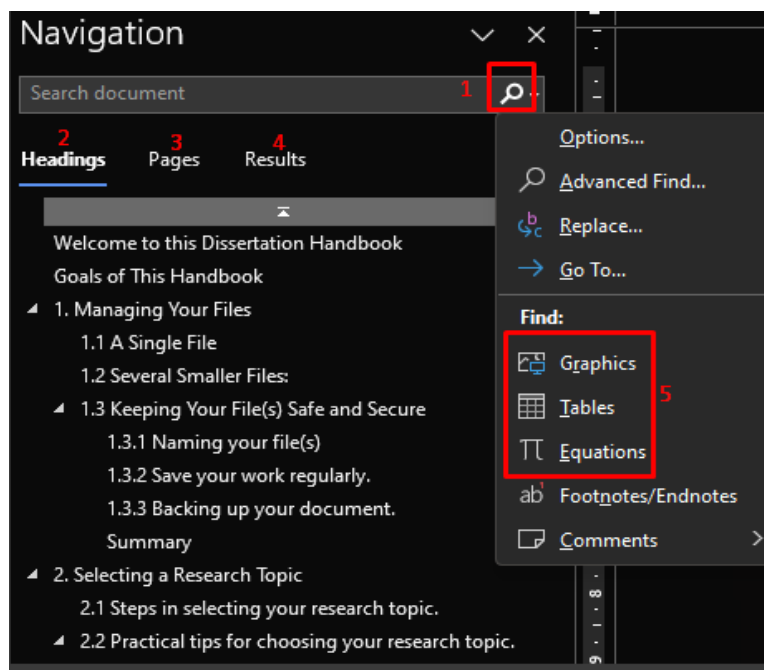 Navigation
Search document
1
2
3
4
Headings Pages Results
Welcome to this Dissertation Handbook
Goals of This Handbook
1. Managing Your Files
1.1 A Single File
1.2 Several Smaller Files:
1.3 Keeping Your File(s) Safe and Secure
1.3.1 Naming your file(s)
1.3.2 Save your work regularly.
1.3.3 Backing up your document.
Summary
2. Selecting a Research Topic
2.1 Steps in selecting your research topic.
2.2 Practical tips for choosing your research topic.
Options...
Advanced Find...
b
c
Replace...
Go To...
Find:
Graphics
Tables
5
Equations
ab Footnotes/Endnotes
Comments
8
9